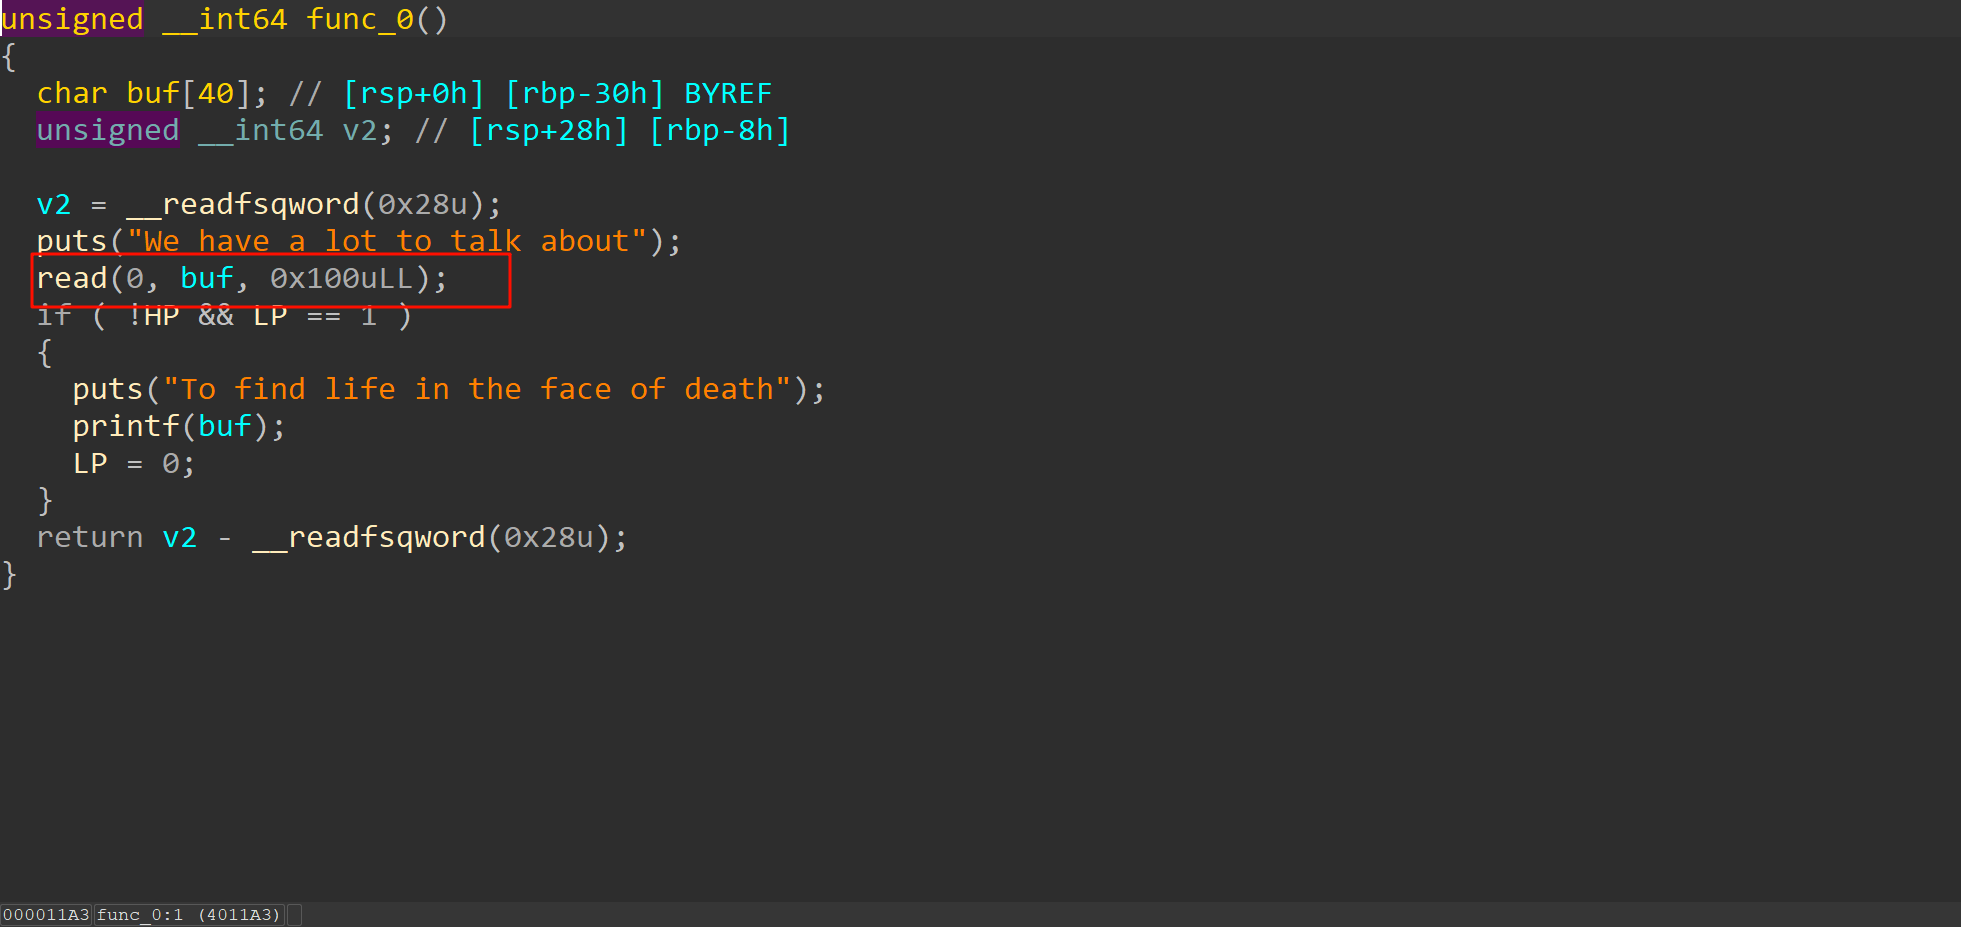 unsigned __int64 func_0()
{
  char buf[40]; // [rsp+0h] [rbp-30h] BYREF
  unsigned __int64 v2; // [rsp+28h] [rbp-8h]

  v2 = __readfsqword(0x28u);
  puts("We have a lot to talk about");
  read(0, buf, 0x100uLL);
  if ( !HP && LP == 1 )
  {
    puts("To find life in the face of death");
    printf(buf);
    LP = 0;
  }
  return v2 - __readfsqword(0x28u);
}
000011A3 func_0:1 (4011A3)